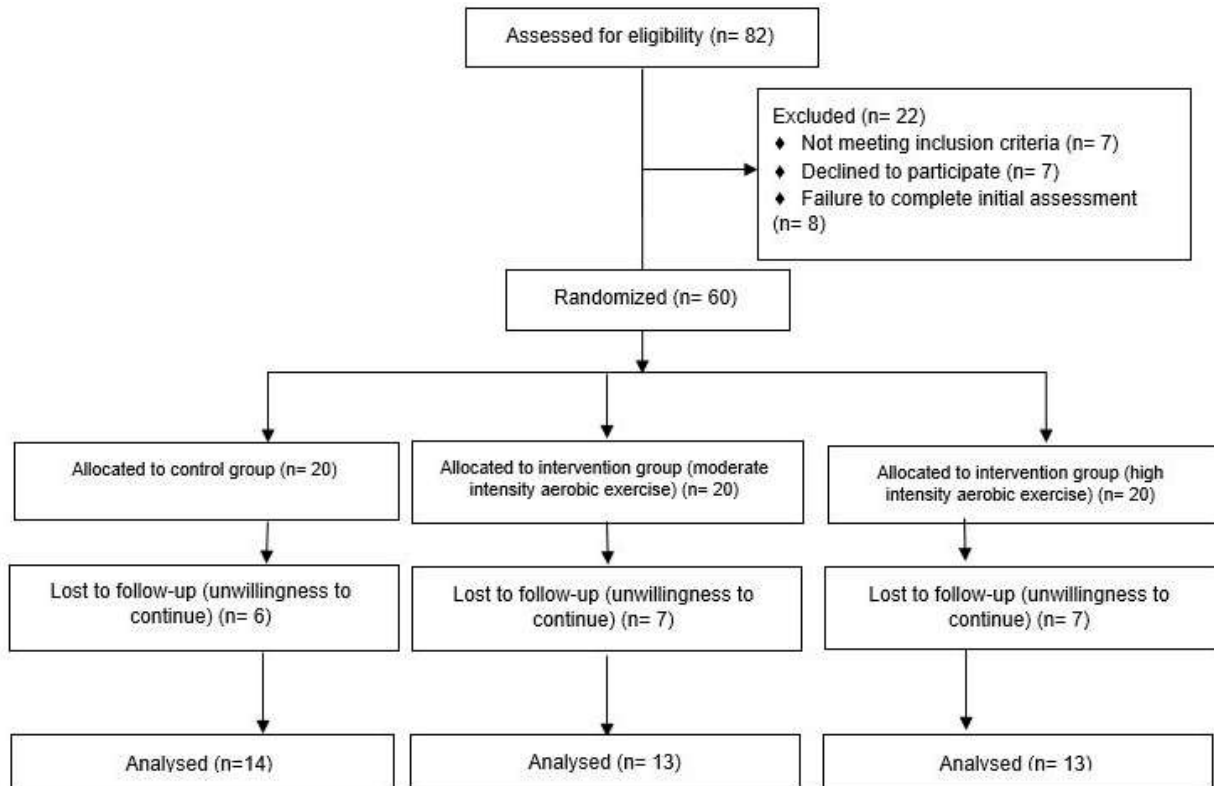 Assessed for eligibility (n= 82)
Excluded (n= 22)
♦ Not meeting inclusion criteria (n= 7)
♦ Declined to participate (n= 7)
♦ Failure to complete initial assessment
(n= 8)
Randomized (n= 60)
Allocated to control group (n= 20)
Allocated to intervention group (moderate
intensity aerobic exercise) (n= 20)
Allocated to intervention group (high
intensity aerobic exercise) (n= 20)
Lost to follow-up (unwillingness to
continue) (n= 6)
Lost to follow-up (unwillingness to
continue) (n= 7)
Lost to follow-up (unwillingness to
continue) (n= 7)
Analysed (n=14)
Analysed (n= 13)
Analysed (n= 13)